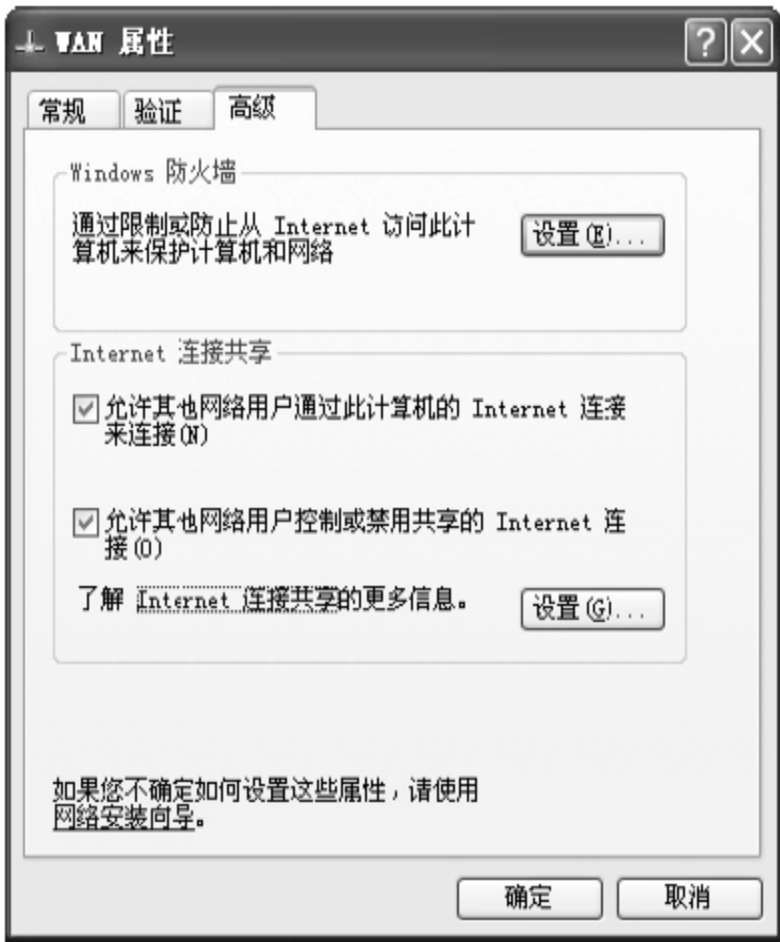 WAN 属性
常规 验证 高级
Windows 防火墙
通过限制或防止从 Internet 访问此计
算机来保护计算机和网络
设置(E)...
Internet 连接共享
允许其他网络用户通过此计算机的 Internet 连接
来连接(N)
允许其他网络用户控制或禁用共享的 Internet 连
接(O)
了解 Internet 连接共享的更多信息。
设置(G)...
如果您不确定如何设置这些属性，请使用
网络安装向导。
确定 取消